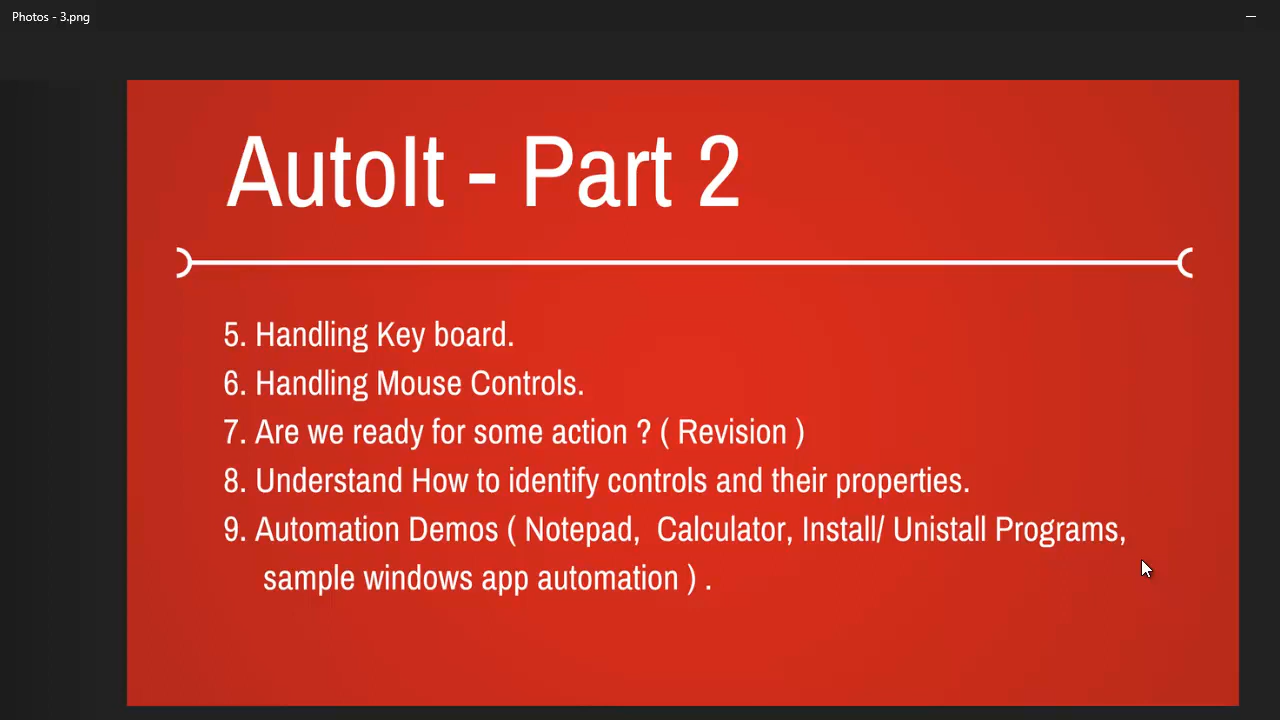 Photos - 3.png
AutoIt - Part 2
5. Handling Key board.
6. Handling Mouse Controls.
7. Are we ready for some action ? ( Revision )
8. Understand How to identify controls and their properties.
9. Automation Demos ( Notepad,  Calculator, Install/ Unistall Programs,
sample windows app automation ) .